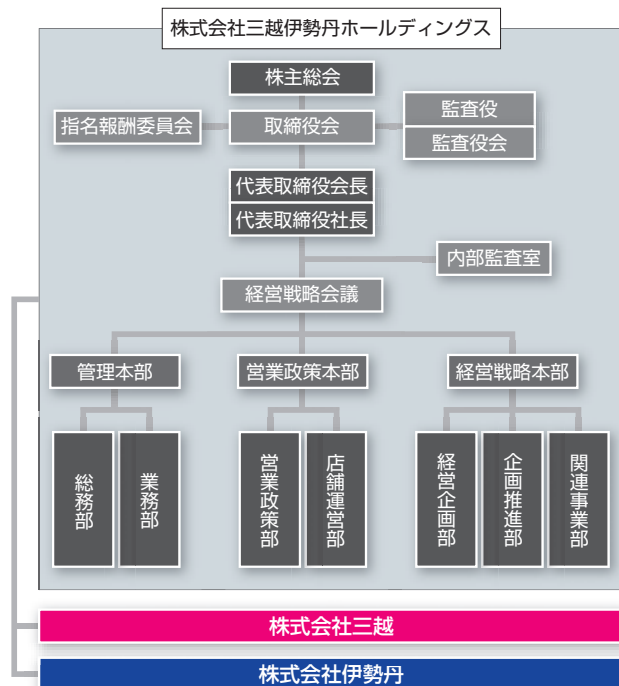 株式会社三越伊勢丹ホールディングス
株主総会
指名報酬委員会
取締役会
監査役
監査役会
代表取締役会長
代表取締役社長
内部監査室
経営戦略会議
管理本部
営業政策本部
経営戦略本部
総務部
業務部
営業政策部
店舗運営部
経営企画部
企画推進部
関連事業部
株式会社三越
株式会社伊勢丹